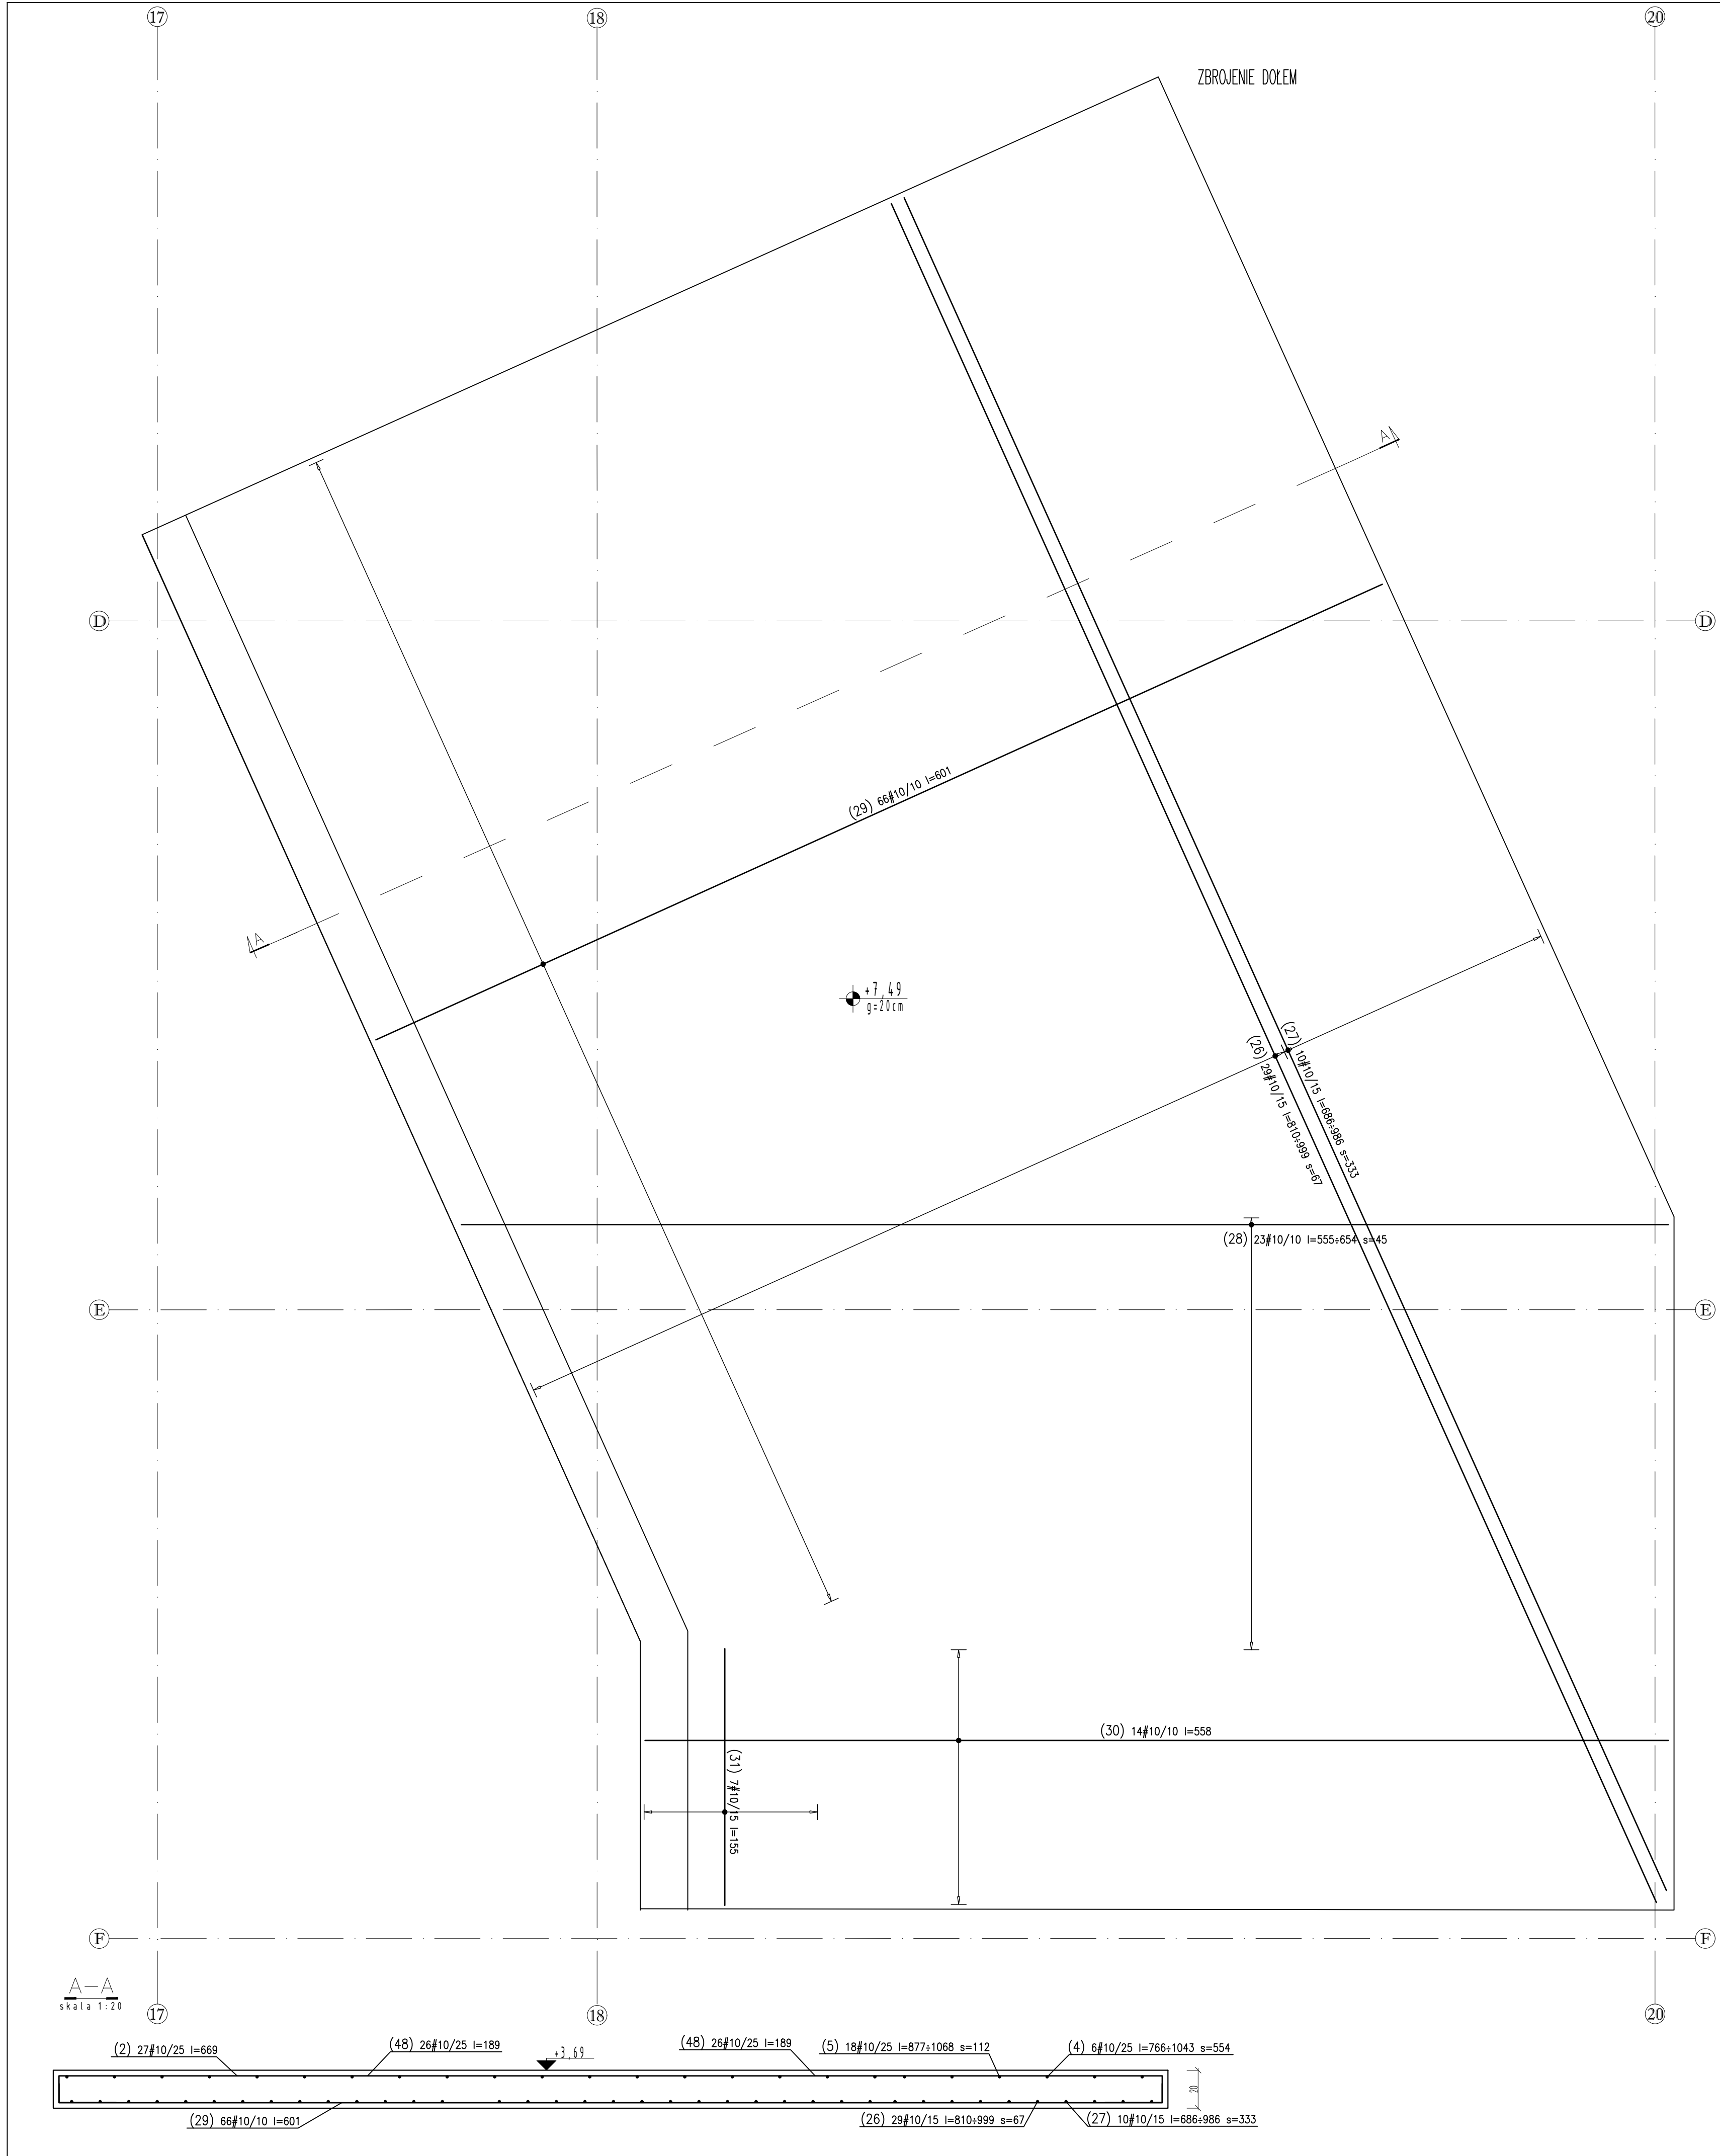 17
18
20
ZBROJENIE DOŁEM
A
D
D
(29) 66#10/10 l=601
A
+7,49
g=20cm
(27) 10#10/15 l=686÷986 s=333
(26) 29#10/15 l=810÷999 s=67
(28) 23#10/10 l=555÷654 s=45
E
E
(30) 14#10/10 l=558
(31) 7#10/15 l=155
F
F
A-A
skala 1:20
17
18
20
(2) 27#10/25 l=669
(48) 26#10/25 l=189
+3,69
(48) 26#10/25 l=189
(5) 18#10/25 l=877÷1068 s=112
(4) 6#10/25 l=766÷1043 s=554
20
(29) 66#10/10 l=601
(26) 29#10/15 l=810÷999 s=67
(27) 10#10/15 l=686÷986 s=333